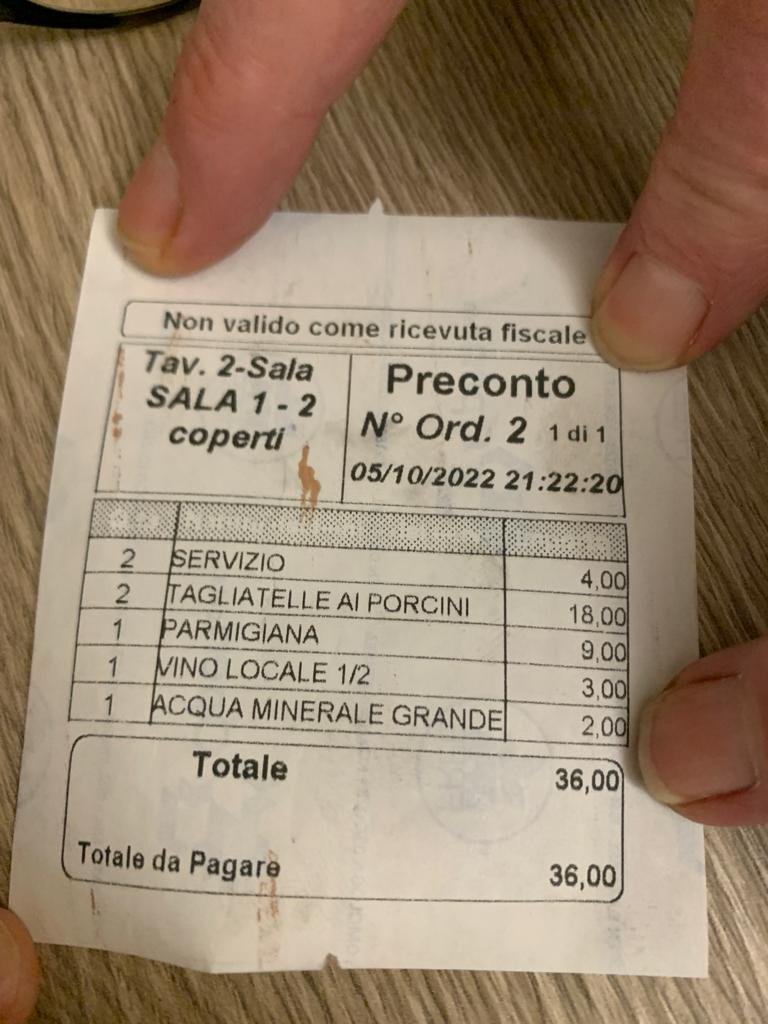 Non valido come ricevuta fiscale
Tav. 2-Sala
SALA 1 - 2
coperti
Preconto
N° Ord. 2 1 di 1
05/10/2022 21:22:20
2 SERVIZIO 4,00
2 TAGLIATELLE AI PORCINI 18,00
1 PARMIGIANA 9,00
1 VINO LOCALE 1/2 3,00
1 ACQUA MINERALE GRANDE 2,00
Totale 36,00
Totale da Pagare 36,00